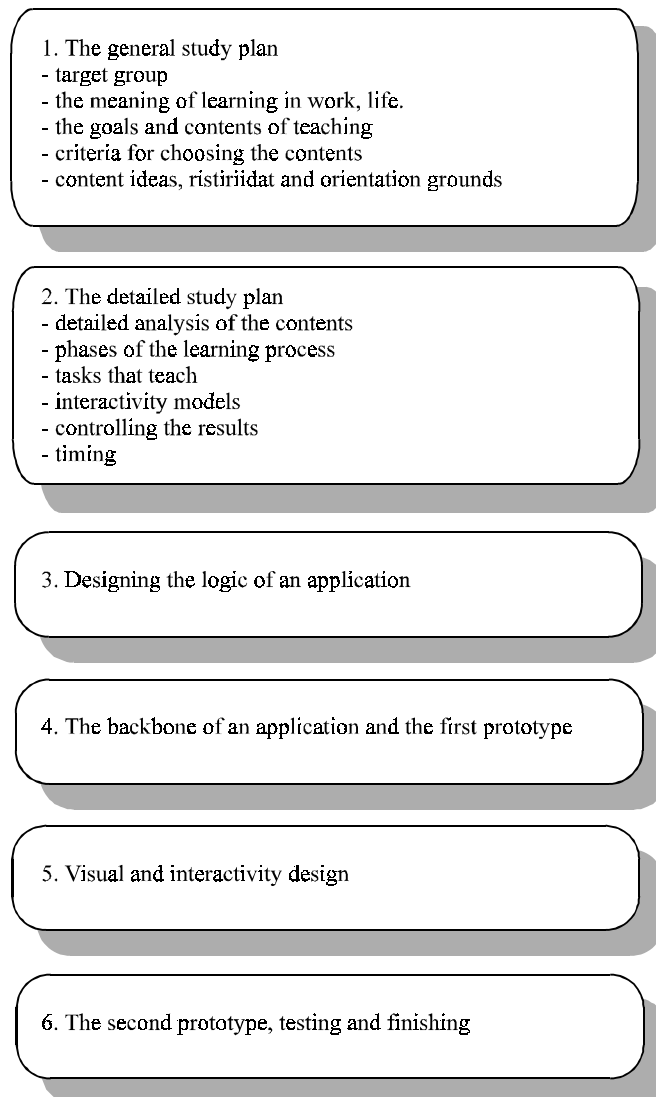 1. The general study plan
- target group
- the meaning of learning in work, life.
- the goals and contents of teaching
- criteria for choosing the contents
- content ideas, ristiriidat and orientation grounds
2. The detailed study plan
- detailed analysis of the contents
- phases of the learning process
- tasks that teach
- interactivity models
- controlling the results
- timing
3. Designing the logic of an application
4. The backbone of an application and the first prototype
5. Visual and interactivity design
6. The second prototype, testing and finishing